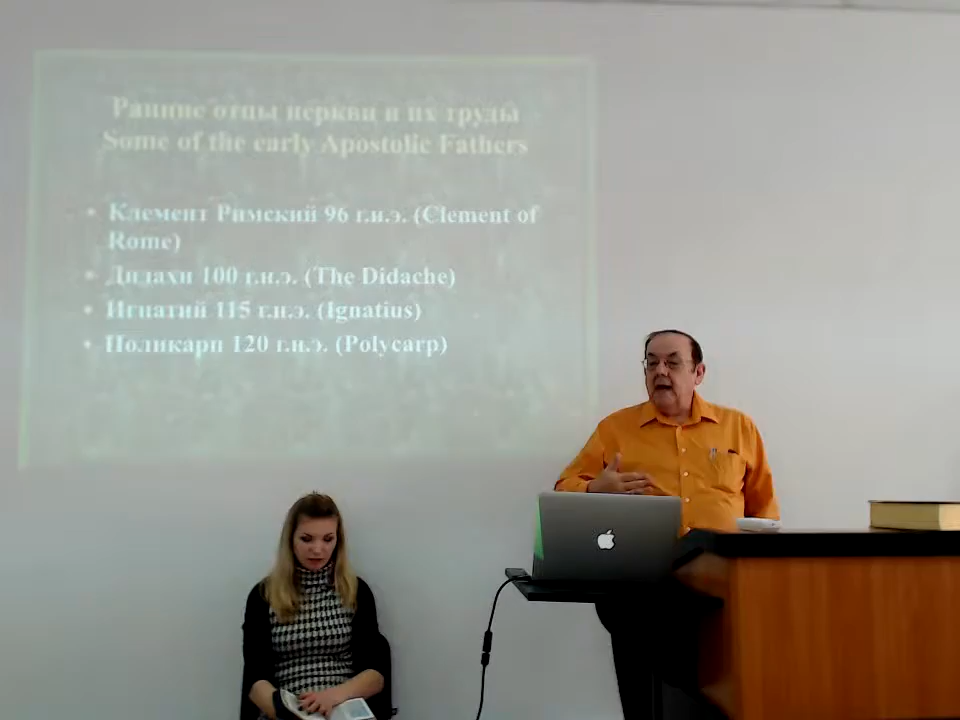 Ранние отцы церкви и их труды
Some of the early Apostolic Fathers
• Клемент Римский 96 г.н.э. (Clement of
Rome)
• Дидахи 100 г.н.э. (The Didache)
• Игнатий 115 г.н.э. (Ignatius)
• Поликарп 120 г.н.э. (Polycarp)